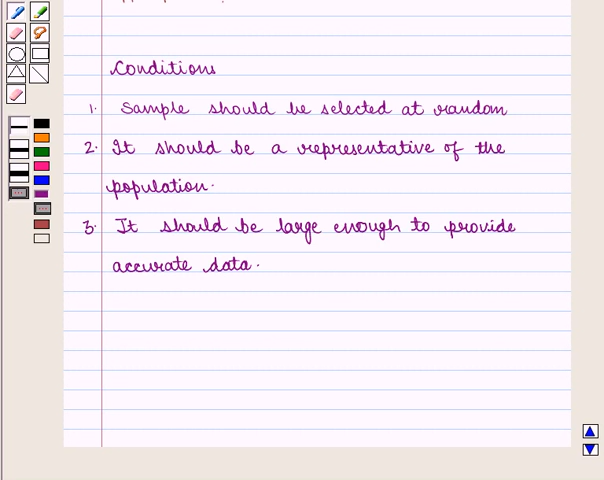 Conditions
1. Sample should be selected at random
2. It should be a representative of the
population.
3. It should be large enough to provide
accurate data.